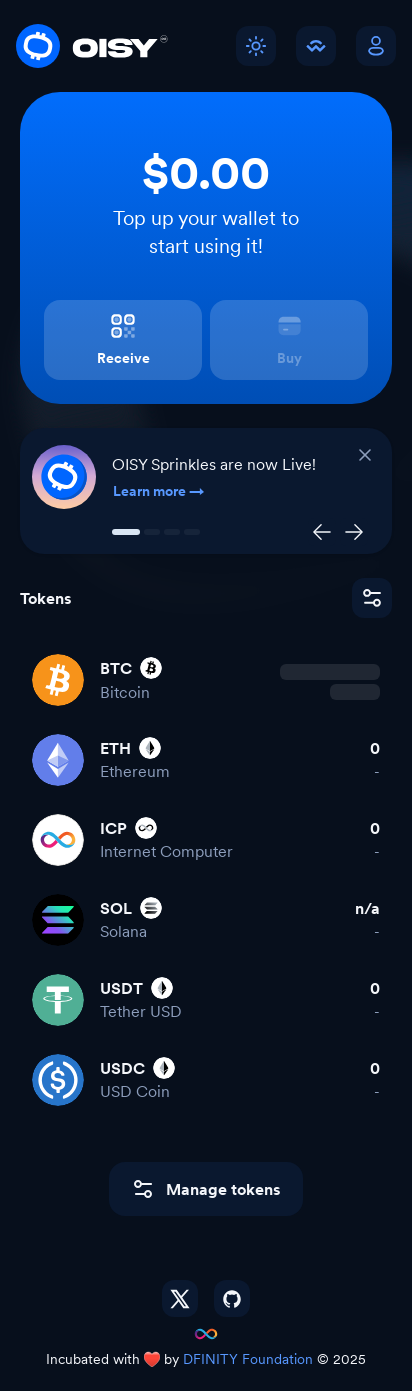 OISY
$0.00
Top up your wallet to
start using it!
Receive
Buy
OISY Sprinkles are now Live!
Learn more
Tokens
BTC
Bitcoin
ETH
0
Ethereum
-
ICP
0
Internet Computer
-
SOL
n/a
Solana
-
USDT
0
Tether USD
-
USDC
0
USD Coin
-
Manage tokens
Incubated with ❤️ by DFINITY Foundation © 2025